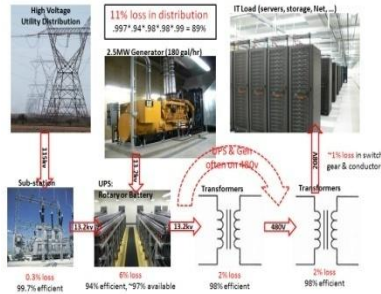 High Voltage
Utility Distribution
11% loss in distribution
.997*.94*.98*.98*.99 = 89%
2.5MW Generator (180 gal/hr)
IT Load (servers, storage, Net, ...)
115kv
13.2kv
UPS & Gen
often on 480v
208V
~1% loss in switch
gear & conductors
Sub-station
UPS:
Rotary or Battery
Transformers
Transformers
13.2kv
13.2kv
480V
0.3% loss
99.7% efficient
6% loss
94% efficient, ~97% available
2% loss
98% efficient
2% loss
98% efficient